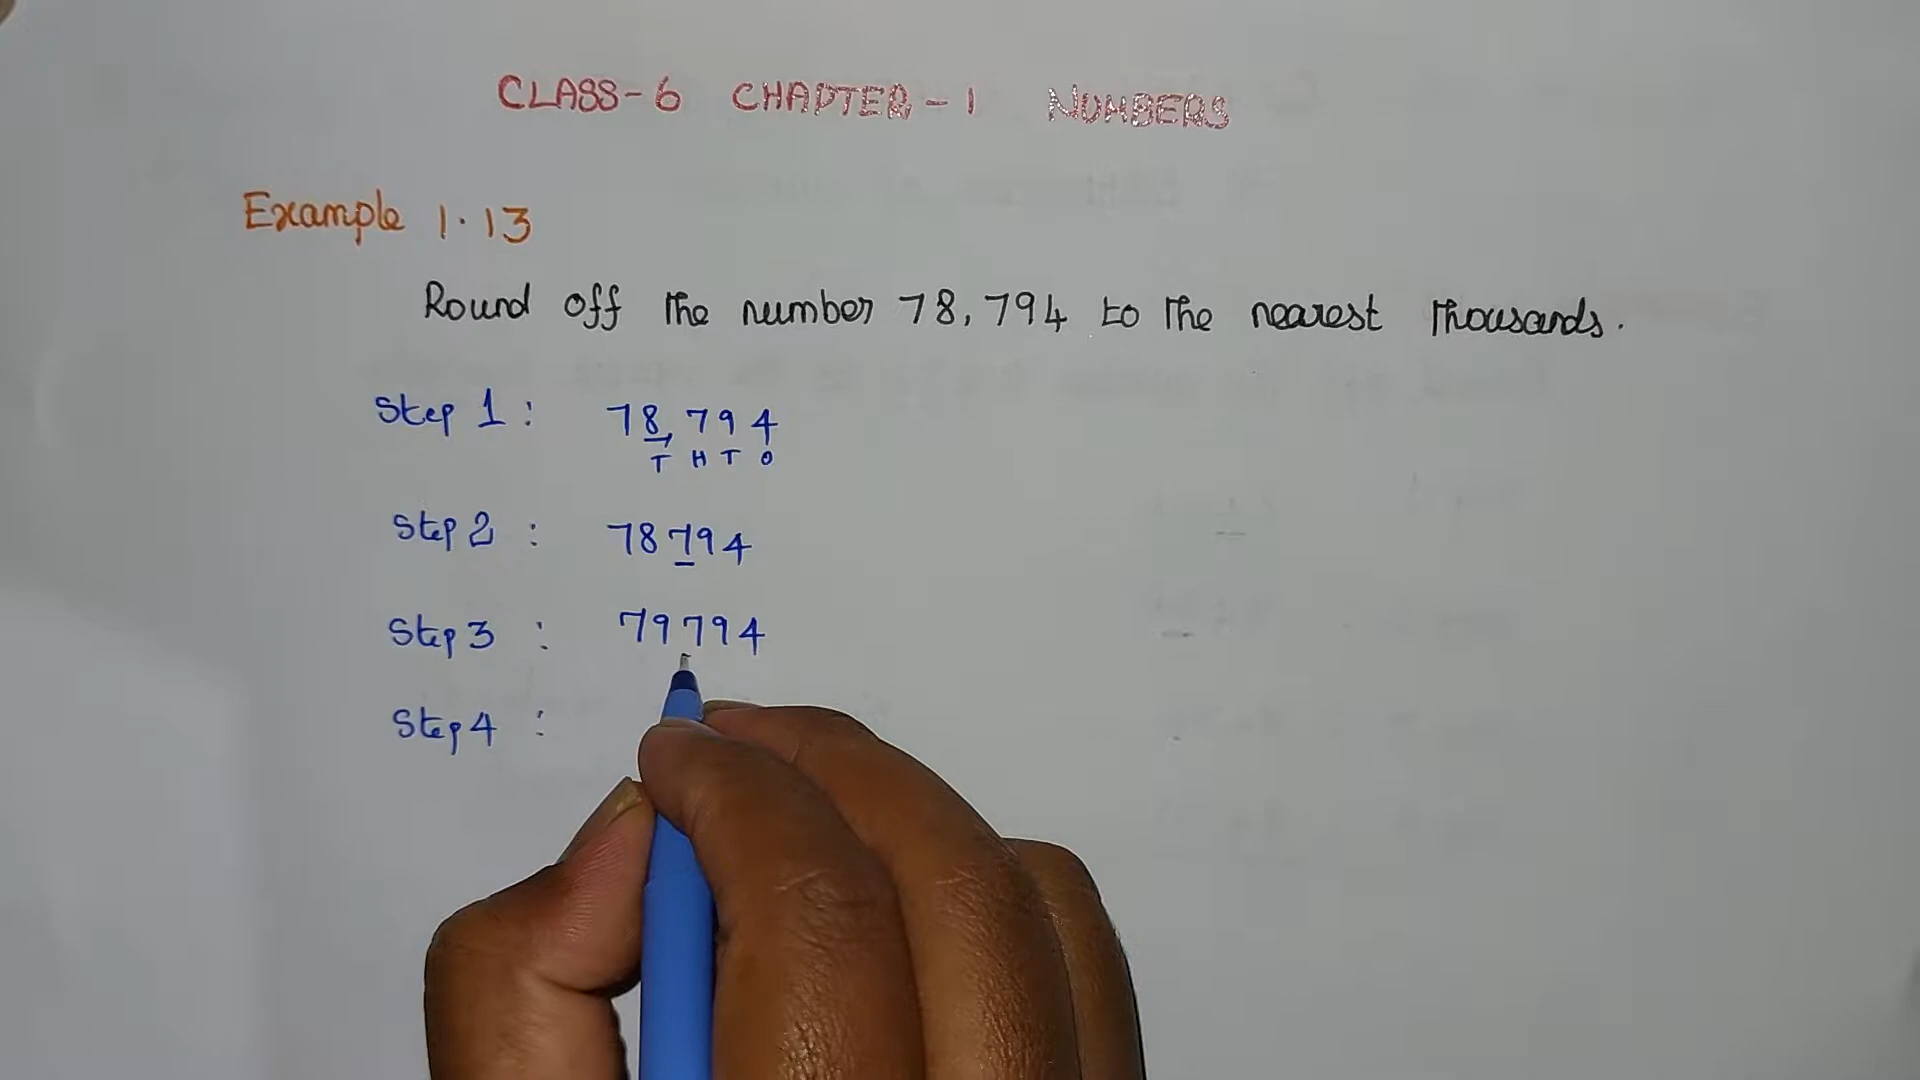 CLASS-6 CHAPTER-1 NUMBERS
Example 1.13
Round off the number 78,794 to the nearest thousands.
Step 1 : 78,794
T H T O
Step 2 : 78794
Step 3 : 79794
Step 4 :